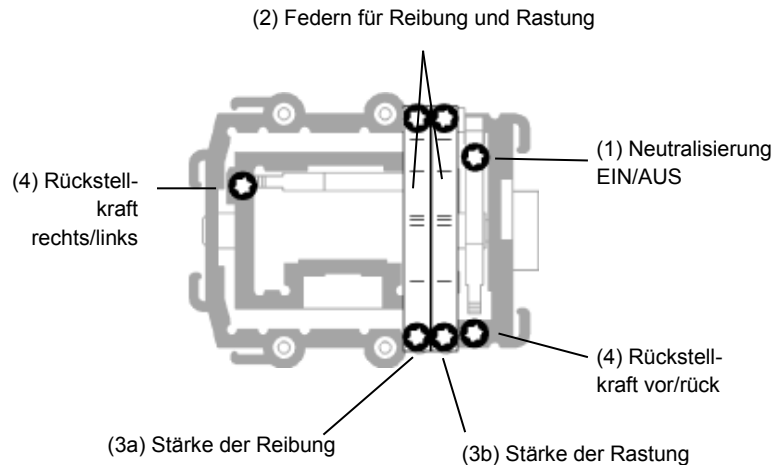 (2) Federn für Reibung und Rastung
(1) Neutralisierung
EIN/AUS
(4) Rückstell-
kraft
rechts/links
(4) Rückstell-
kraft vor/rück
(3a) Stärke der Reibung
(3b) Stärke der Rastung